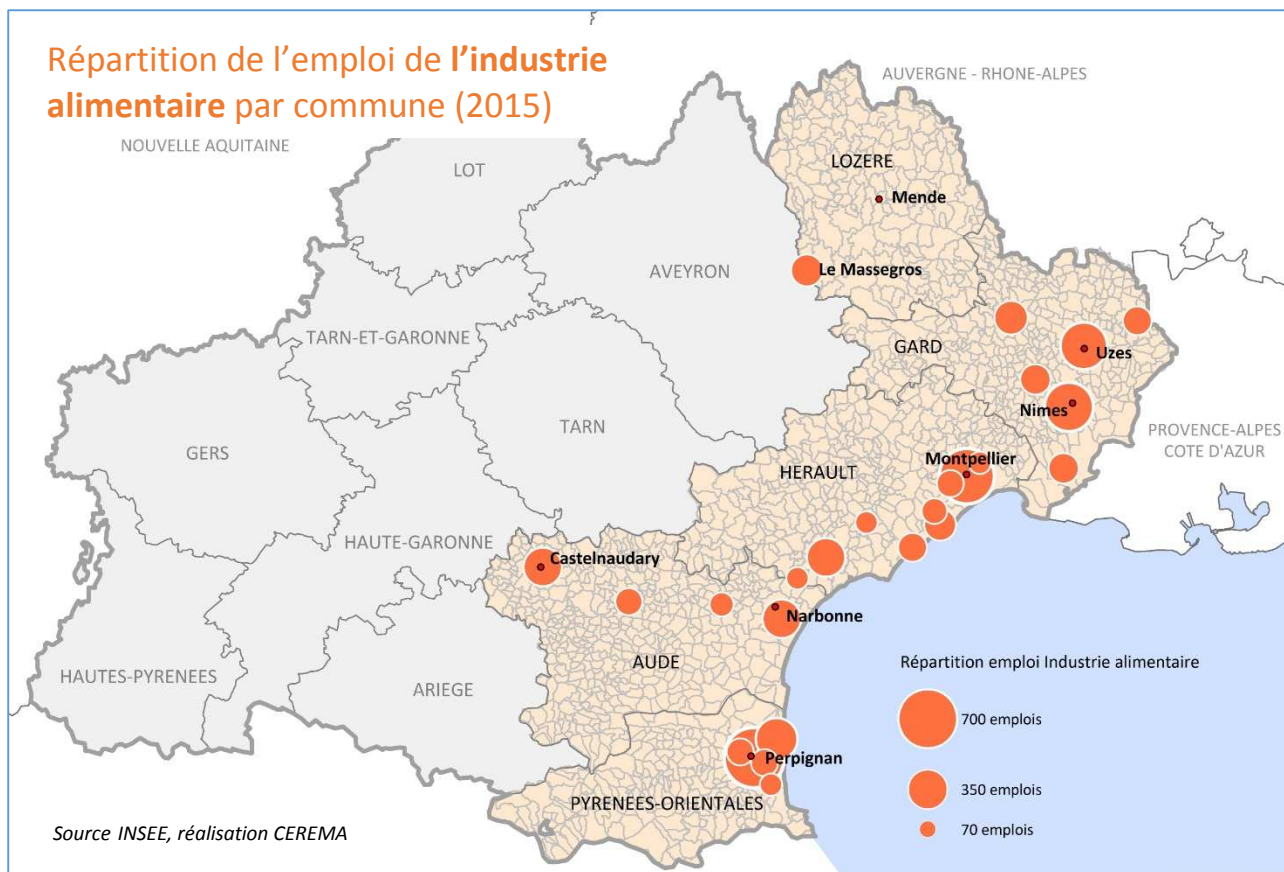 Répartition de l'emploi de l'industrie
alimentaire par commune (2015)
AUVERGNE - RHONE-ALPES
NOUVELLE AQUITAINE
LOT
LOZERE
Mende
AVEYRON
Le Massegros
TARN-ET-GARONNE
GARD
Uzes
Nimes
TARN
GERS
PROVENCE-ALPES
COTE D'AZUR
HERAULT
Montpellier
HAUTE-GARONNE
Castelnaudary
Narbonne
AUDE
HAUTES-PYRENEES
ARIEGE
Perpignan
PYRENEES-ORIENTALES
Répartition emploi Industrie alimentaire
700 emplois
350 emplois
70 emplois
Source INSEE, réalisation CEREMA